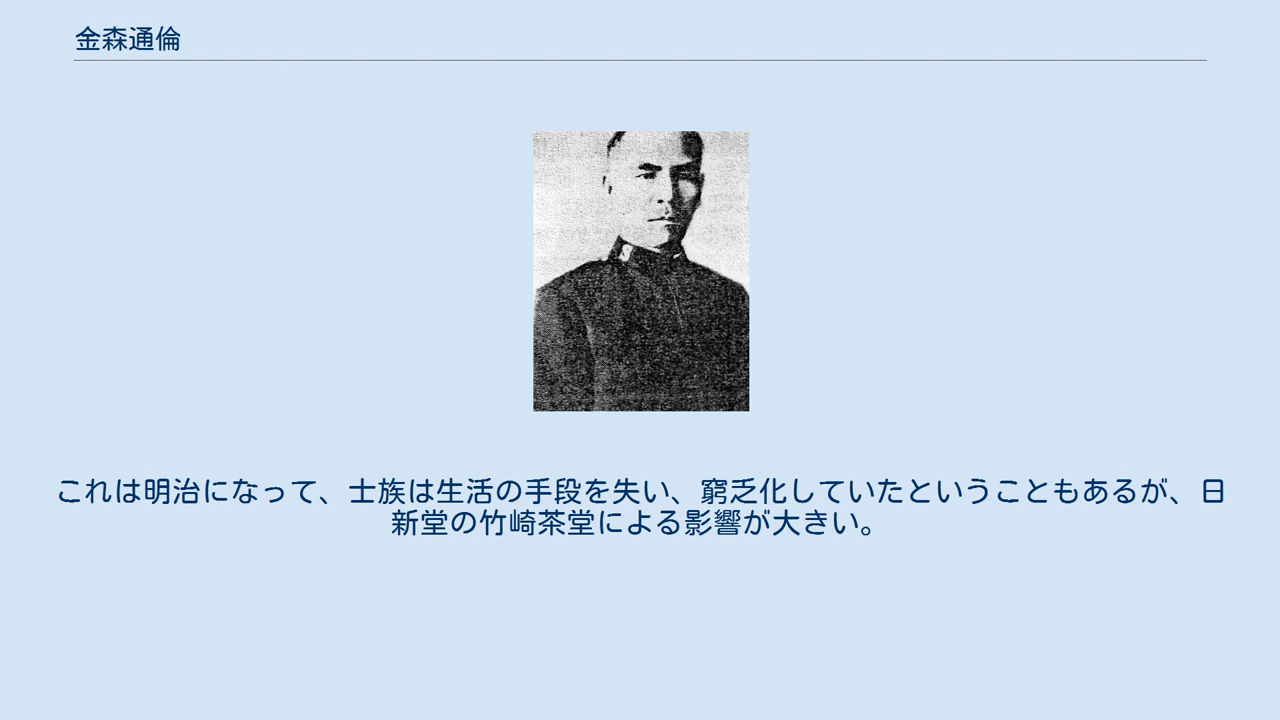 金森通倫
これは明治になって、士族は生活の手段を失い、窮乏化していたということもあるが、日
新堂の竹崎茶堂による影響が大きい。